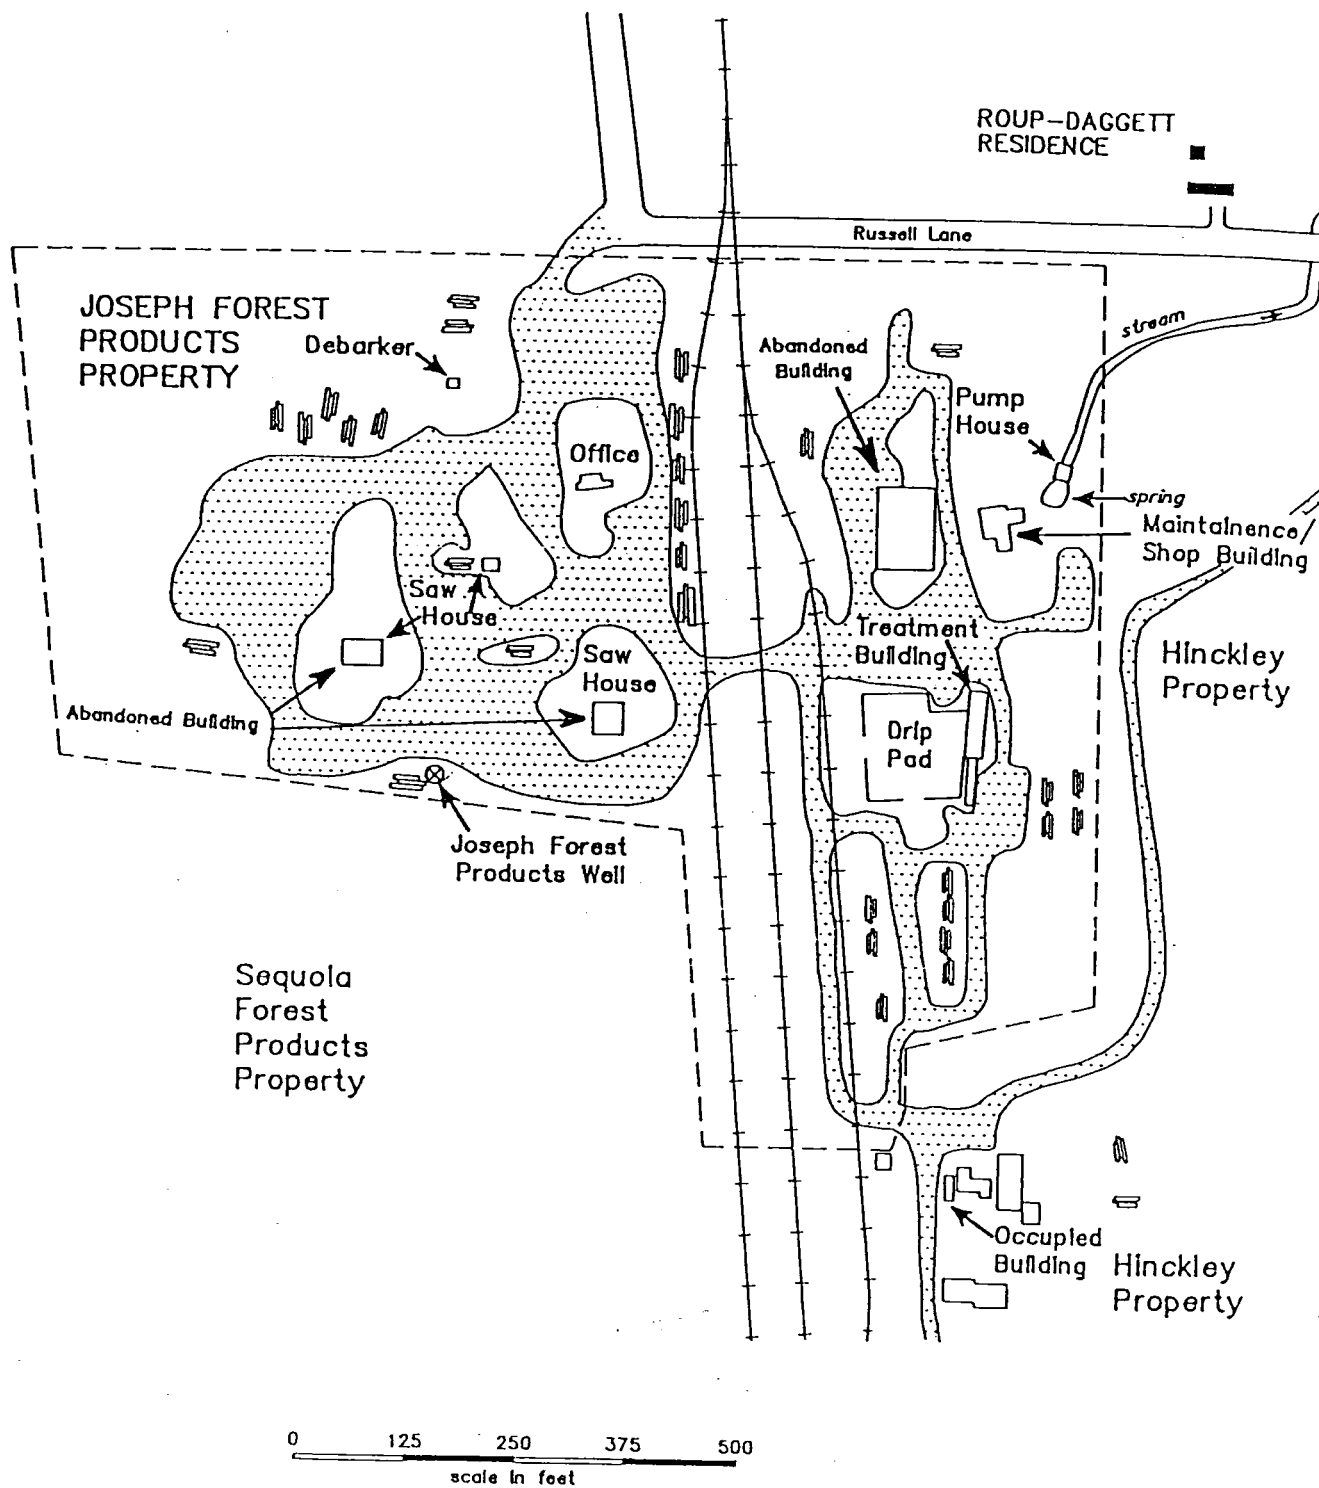 ROUP-DAGGETT
RESIDENCE
Russell Lane
JOSEPH FOREST
PRODUCTS
PROPERTY
Debarker
stream
Abandoned
Building
Pump
House
Office
spring
Maintainence/
Shop Building
Saw
House
Treatment
Building
Saw
House
Hinckley
Property
Abandoned Building
Drip
Pad
Joseph Forest
Products Well
Sequoia
Forest
Products
Property
Occupied
Building
Hinckley
Property
0 125 250 375 500
scale in feet